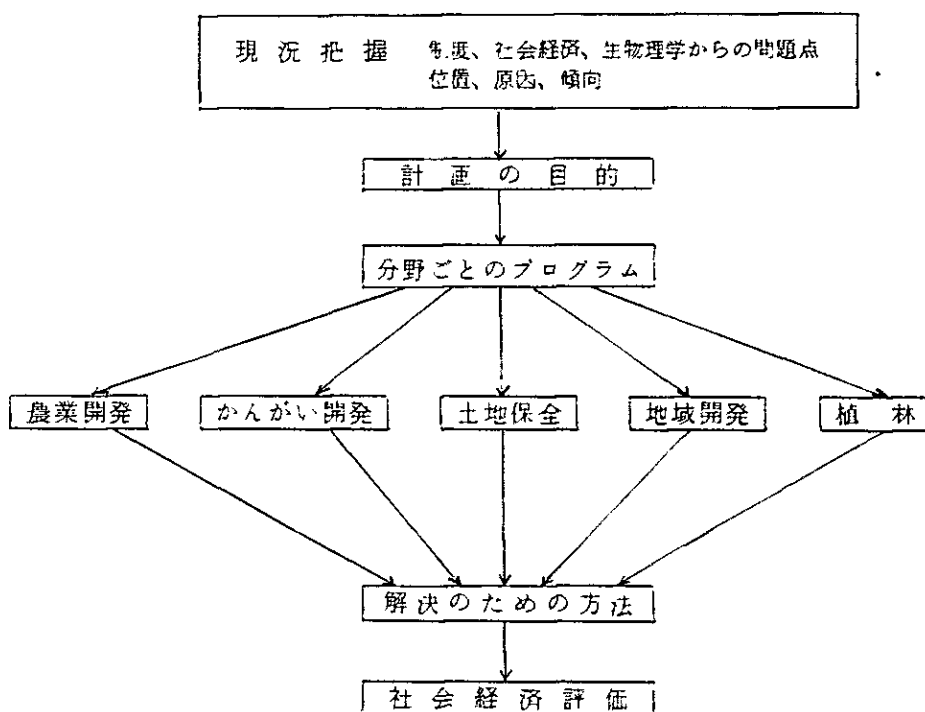 現況把握 制度、社会経済、生物理学からの問題点
位置、原因、傾向
計画の目的
分野ごとのプログラム
農業開発 かんがい開発 土地保全 地域開発 植林
解決のための方法
社会経済評価